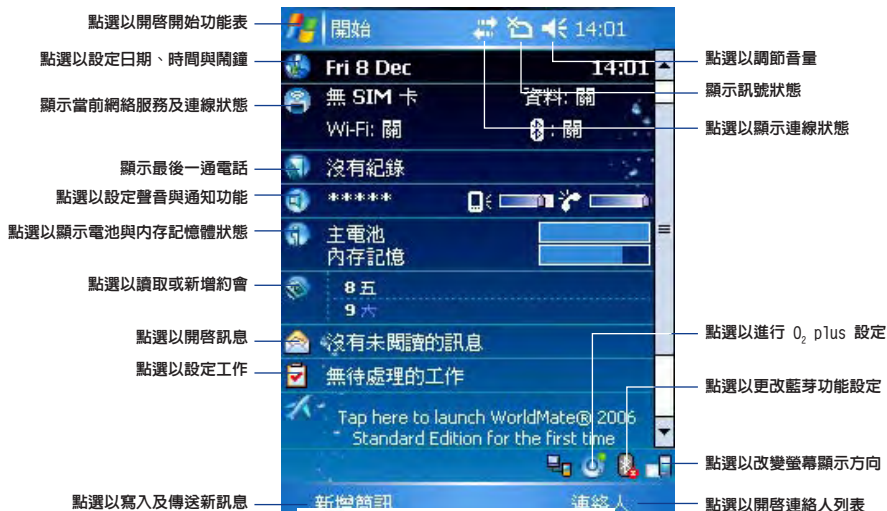 點選以開啓開始功能表
點選以設定日期、時間與鬧鐘
顯示當前網絡服務及連線狀態
顯示最後一通電話
點選以設定聲音與通知功能
點選以顯示電池與內存記憶體狀態
點選以讀取或新增約會
點選以開啓訊息
點選以設定工作
點選以寫入及傳送新訊息
開始 14:01
Fri 8 Dec 14:01
無 SIM 卡 資料: 關
Wi-Fi: 關 : 關
沒有紀錄
*****
主電池
內存記憶
8 五
9 六
沒有未閱讀的訊息
無待處理的工作
Tap here to launch WorldMate® 2006
Standard Edition for the first time
新增簡訊 連絡人
點選以調節音量
顯示訊號狀態
點選以顯示連線狀態
點選以進行 O₂ plus 設定
點選以更改藍芽功能設定
點選以改變螢幕顯示方向
點選以開啓連絡人列表